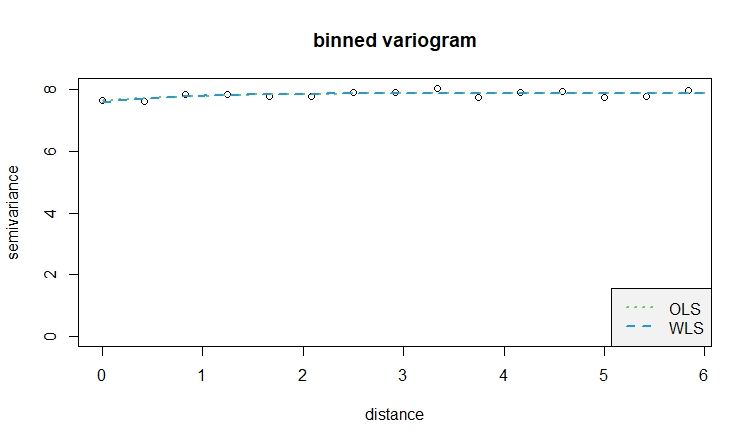 binned variogram
semivariance
8
6
4
2
0
OLS
WLS
0 1 2 3 4 5 6
distance